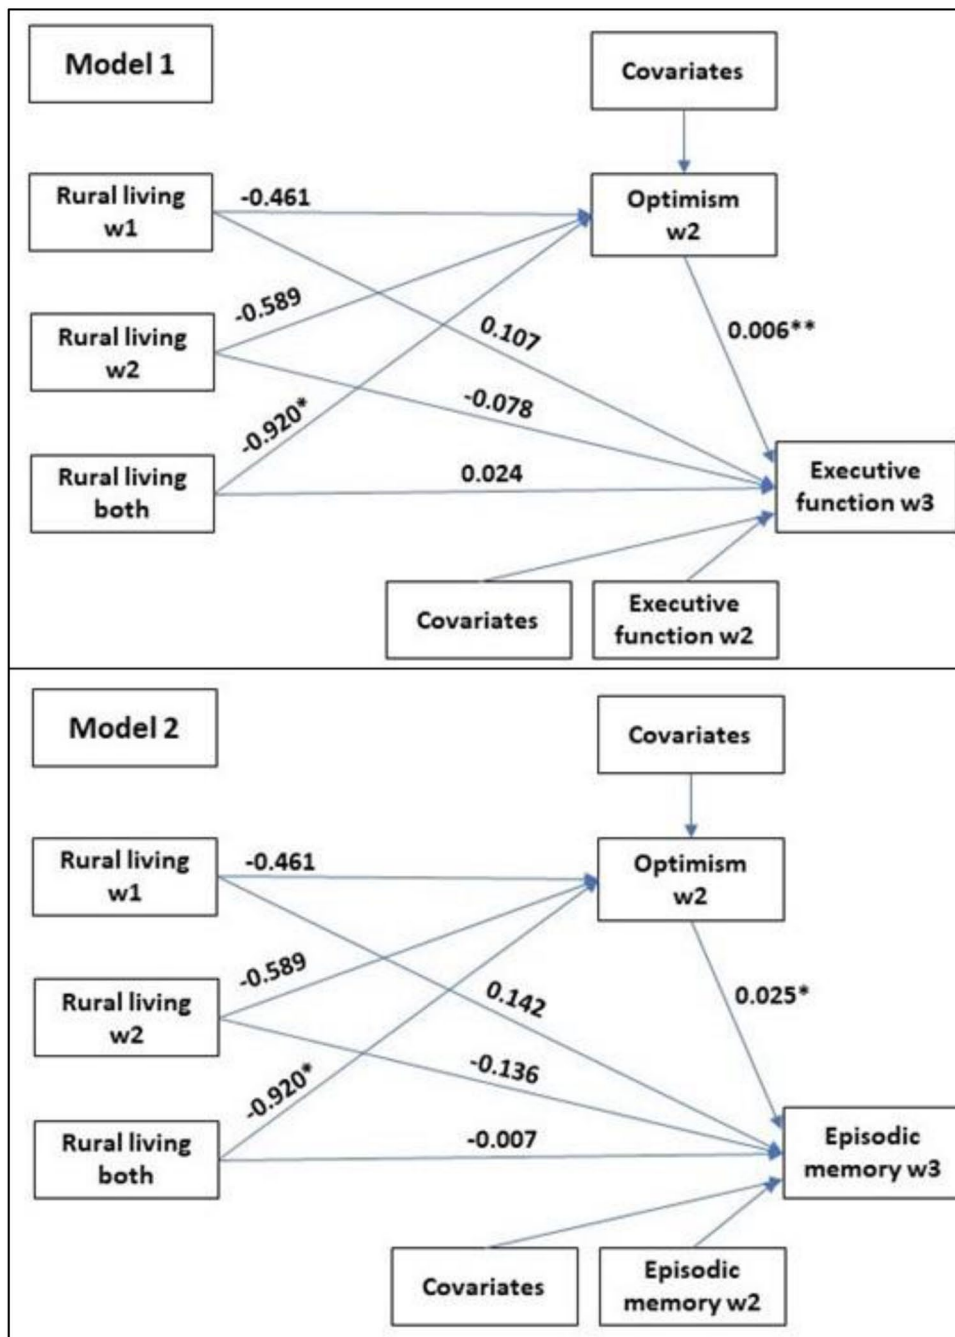 Model 1
Covariates
Rural living
w1
-0.461
Optimism
w2
Rural living
w2
-0.589
0.107
0.006**
-0.078
Rural living
both
-0.920*
0.024
Executive
function w3
Covariates
Executive
function w2
Model 2
Covariates
Rural living
w1
-0.461
Optimism
w2
Rural living
w2
-0.589
0.142
0.025*
-0.136
Rural living
both
-0.920*
-0.007
Episodic
memory w3
Covariates
Episodic
memory w2